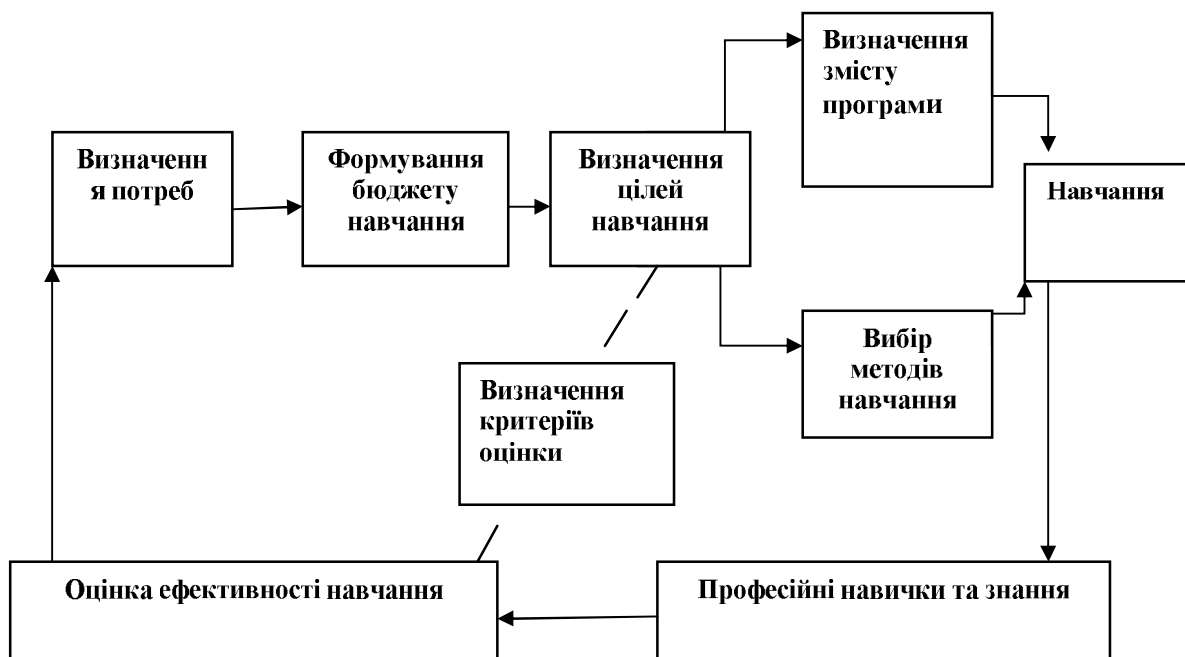 Визначення
змісту
програми
Визначенн
я потреб
Формування
бюджету
навчання
Визначення
цілей
навчання
Навчання
Вибір
методів
навчання
Визначення
критеріїв
оцінки
Оцінка ефективності навчання
Професійні навички та знання